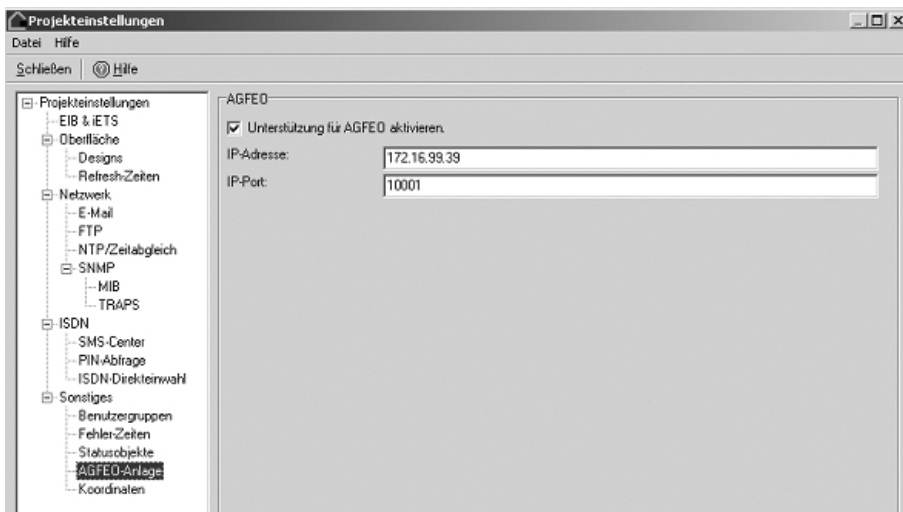 Projekteinstellungen
Datei Hilfe
Schließen Hilfe
Projekteinstellungen
EIB & iETS
Oberfläche
Designs
Refresh-Zeiten
Netzwerk
E-Mail
FTP
NTP/Zeitabgleich
SNMP
MIB
TRAPS
ISDN
SMS-Center
PIN-Abfrage
ISDN-Direkteinwahl
Sonstiges
Benutzergruppen
Fehler-Zeiten
Statusobjekte
AGFEO-Anlage
Koordinaten
AGFEO
Unterstützung für AGFEO aktivieren.
IP-Adresse: 172.16.99.39
IP-Port: 10001